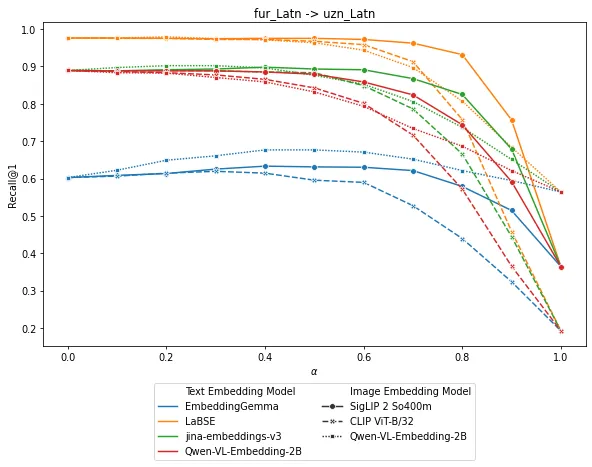 fur_Latn -> uzn_Latn
Recall@1
1.0
0.9
0.8
0.7
0.6
0.5
0.4
0.3
0.2
0.0 0.2 0.4 0.6 0.8 1.0
α
Text Embedding Model
EmbeddingGemma
LaBSE
jina-embeddings-v3
Qwen-VL-Embedding-2B
Image Embedding Model
SigLIP 2 So400m
CLIP ViT-B/32
Qwen-VL-Embedding-2B